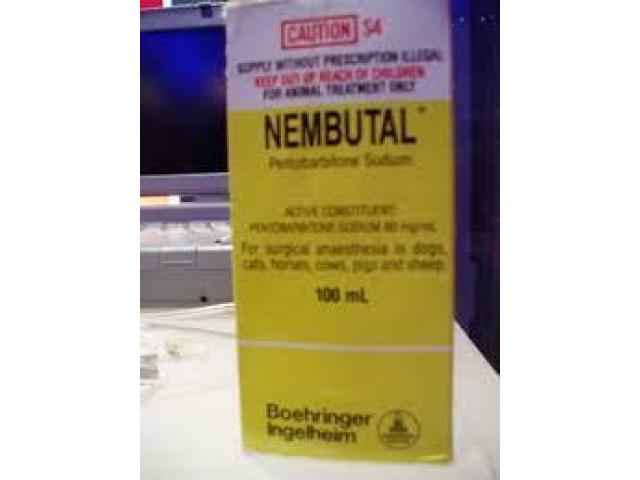 CAUTION S4
SUPPLY WITHOUT PRESCRIPTION ILLEGAL
KEEP OUT OF REACH OF CHILDREN
FOR ANIMAL TREATMENT ONLY
NEMBUTAL
Pentobarbitone Sodium
ACTIVE CONSTITUENT:
PENTOBARBITONE SODIUM 60 mg/mL
For surgical anaesthesia in dogs,
cats, horses, cows, pigs and sheep.
100 mL
Boehringer
Ingelheim